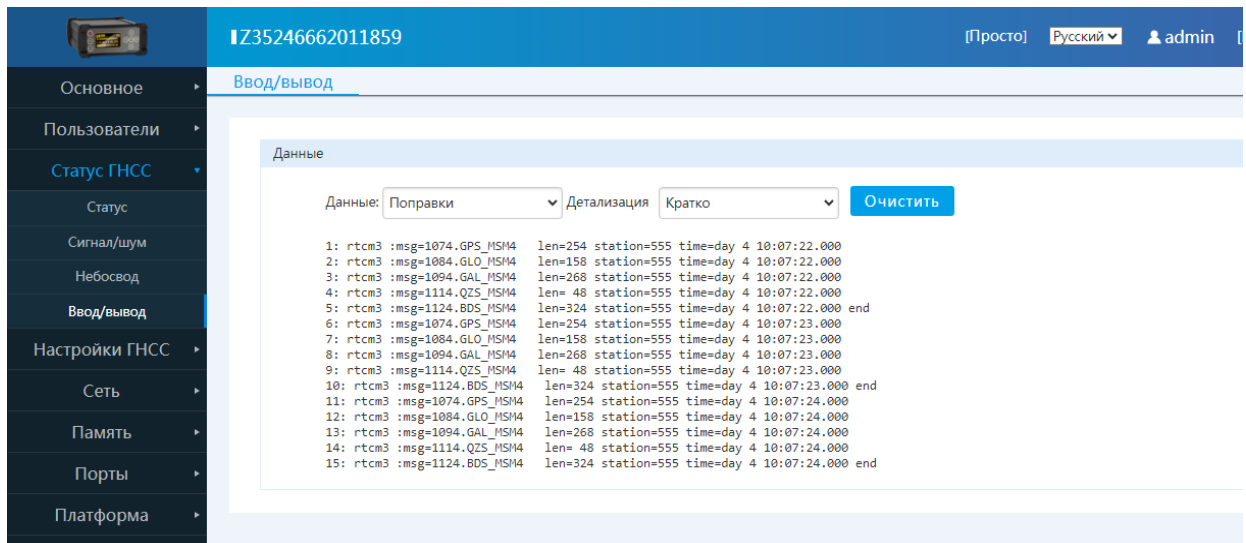 Z35246662011859 [Просто] Русский admin [
Основное
Пользователи
Статус ГНСС
Статус
Сигнал/шум
Небосвод
Ввод/вывод
Настройки ГНСС
Сеть
Память
Порты
Платформа
Ввод/вывод
Данные
Данные: Поправки Детализация Кратко Очистить
1: rtcm3 :msg=1074.GPS_MSM4 len=254 station=555 time=day 4 10:07:22.000
2: rtcm3 :msg=1084.GLO_MSM4 len=158 station=555 time=day 4 10:07:22.000
3: rtcm3 :msg=1094.GAL_MSM4 len=268 station=555 time=day 4 10:07:22.000
4: rtcm3 :msg=1114.QZS_MSM4 len= 48 station=555 time=day 4 10:07:22.000
5: rtcm3 :msg=1124.BDS_MSM4 len=324 station=555 time=day 4 10:07:22.000 end
6: rtcm3 :msg=1074.GPS_MSM4 len=254 station=555 time=day 4 10:07:23.000
7: rtcm3 :msg=1084.GLO_MSM4 len=158 station=555 time=day 4 10:07:23.000
8: rtcm3 :msg=1094.GAL_MSM4 len=268 station=555 time=day 4 10:07:23.000
9: rtcm3 :msg=1114.QZS_MSM4 len= 48 station=555 time=day 4 10:07:23.000
10: rtcm3 :msg=1124.BDS_MSM4 len=324 station=555 time=day 4 10:07:23.000 end
11: rtcm3 :msg=1074.GPS_MSM4 len=254 station=555 time=day 4 10:07:24.000
12: rtcm3 :msg=1084.GLO_MSM4 len=158 station=555 time=day 4 10:07:24.000
13: rtcm3 :msg=1094.GAL_MSM4 len=268 station=555 time=day 4 10:07:24.000
14: rtcm3 :msg=1114.QZS_MSM4 len= 48 station=555 time=day 4 10:07:24.000
15: rtcm3 :msg=1124.BDS_MSM4 len=324 station=555 time=day 4 10:07:24.000 end